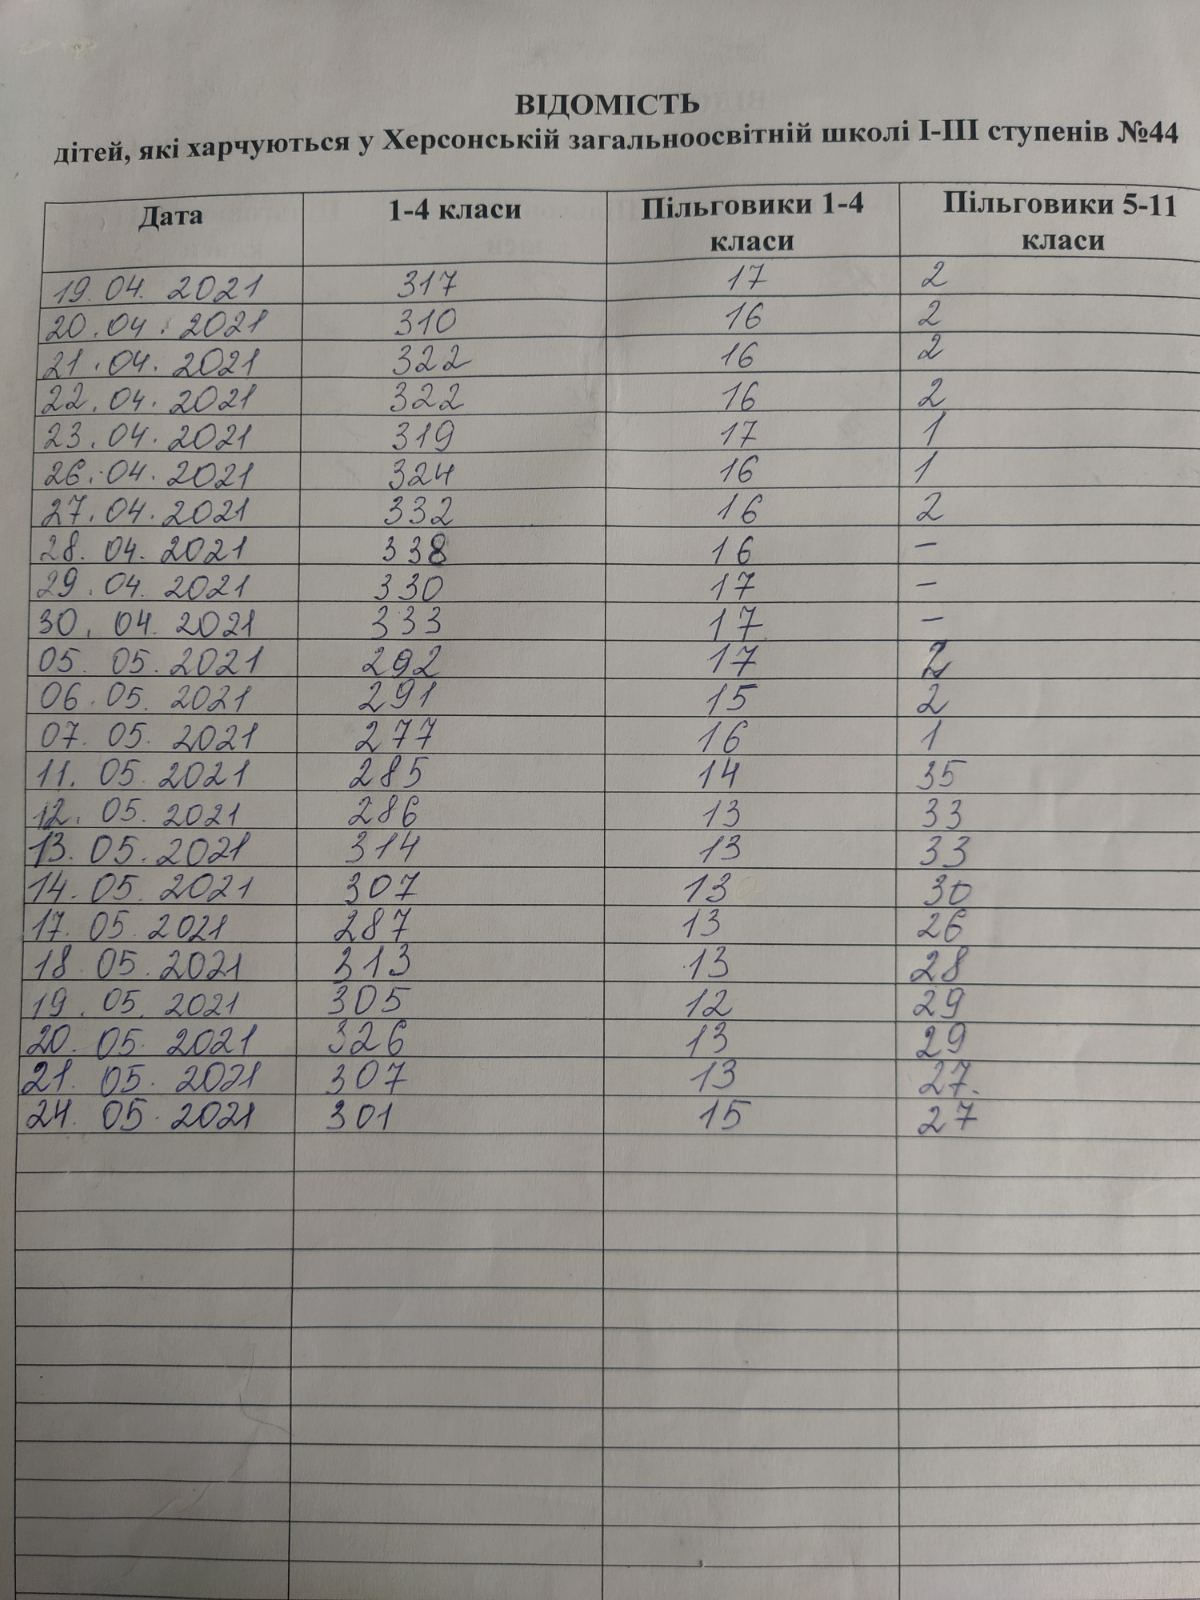 ВІДОМІСТЬ
дітей, які харчуються у Херсонській загальноосвітній школі І-ІІІ ступенів №44
Дата 1-4 класи Пільговики 1-4 класи Пільговики 5-11 класи
19.04.2021 317 17 2
20.04.2021 310 16 2
21.04.2021 322 16 2
22.04.2021 322 16 2
23.04.2021 319 17 1
26.04.2021 324 16 1
27.04.2021 332 16 2
28.04.2021 338 16 –
29.04.2021 330 17 –
30.04.2021 333 17 –
05.05.2021 292 17 2
06.05.2021 291 15 2
07.05.2021 277 16 1
11.05.2021 285 14 35
12.05.2021 286 13 33
13.05.2021 314 13 33
14.05.2021 307 13 30
17.05.2021 287 13 26
18.05.2021 313 13 28
19.05.2021 305 12 29
20.05.2021 326 13 29
21.05.2021 307 13 27.
24.05.2021 301 15 27